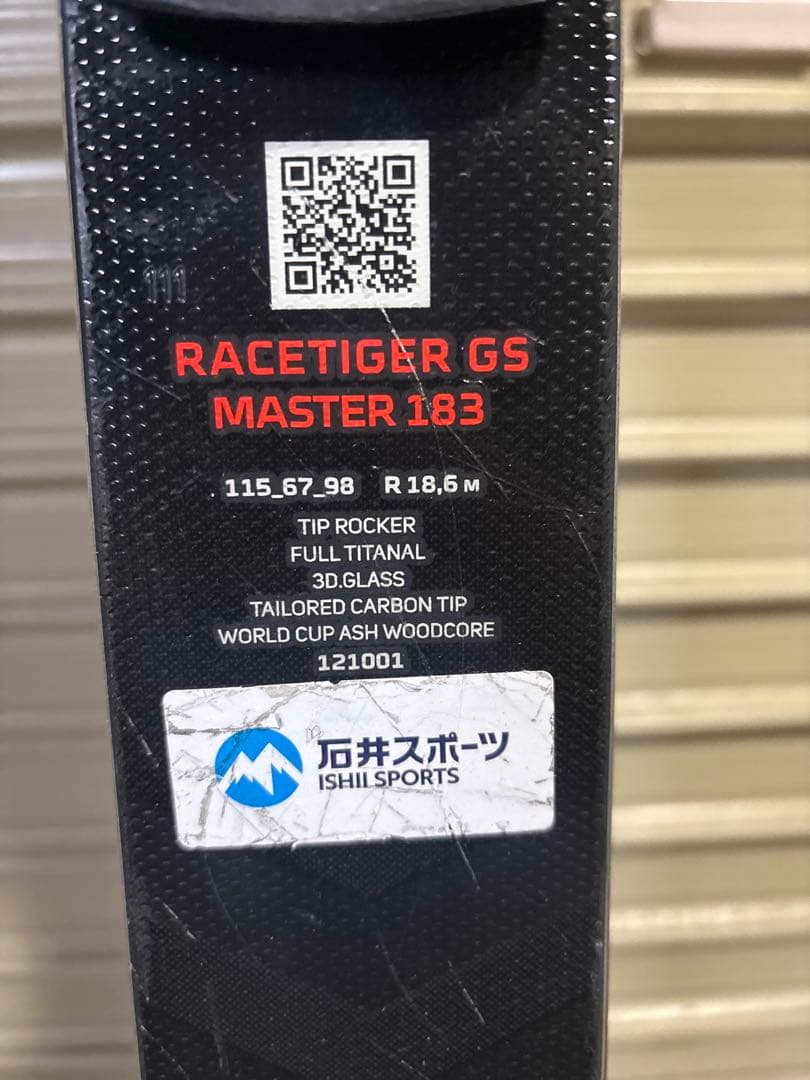 111
RACETIGER GS
MASTER 183
115_67_98 R 18,6 M
TIP ROCKER
FULL TITANAL
3D.GLASS
TAILORED CARBON TIP
WORLD CUP ASH WOODCORE
121001
石井スポーツ
ISHII SPORTS